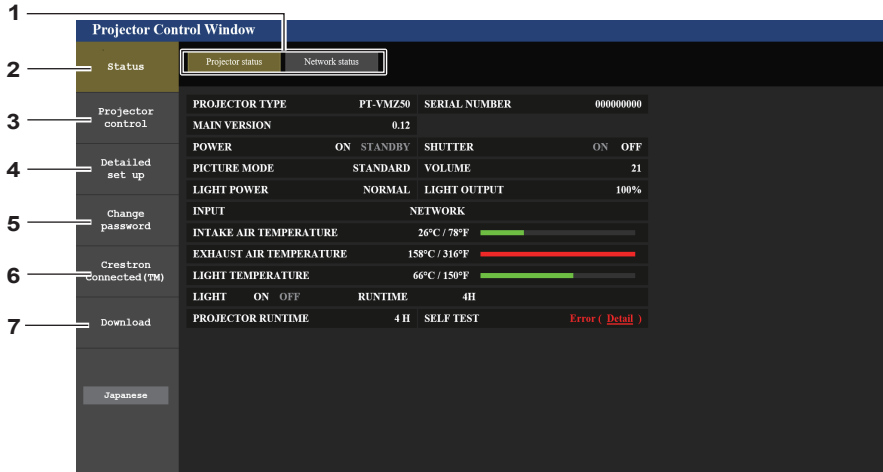 1
Projector Control Window
2
Status
Projector status Network status
3
Projector
control
4
Detailed
set up
5
Change
password
6
Crestron
Connected(TM)
7
Download
Japanese
PROJECTOR TYPE PT-VMZ50 SERIAL NUMBER 000000000
MAIN VERSION 0.12
POWER ON STANDBY SHUTTER ON OFF
PICTURE MODE STANDARD VOLUME 21
LIGHT POWER NORMAL LIGHT OUTPUT 100%
INPUT NETWORK
INTAKE AIR TEMPERATURE 26°C / 78°F
EXHAUST AIR TEMPERATURE 158°C / 316°F
LIGHT TEMPERATURE 66°C / 150°F
LIGHT ON OFF RUNTIME 4H
PROJECTOR RUNTIME 4 H SELF TEST Error ( Detail )